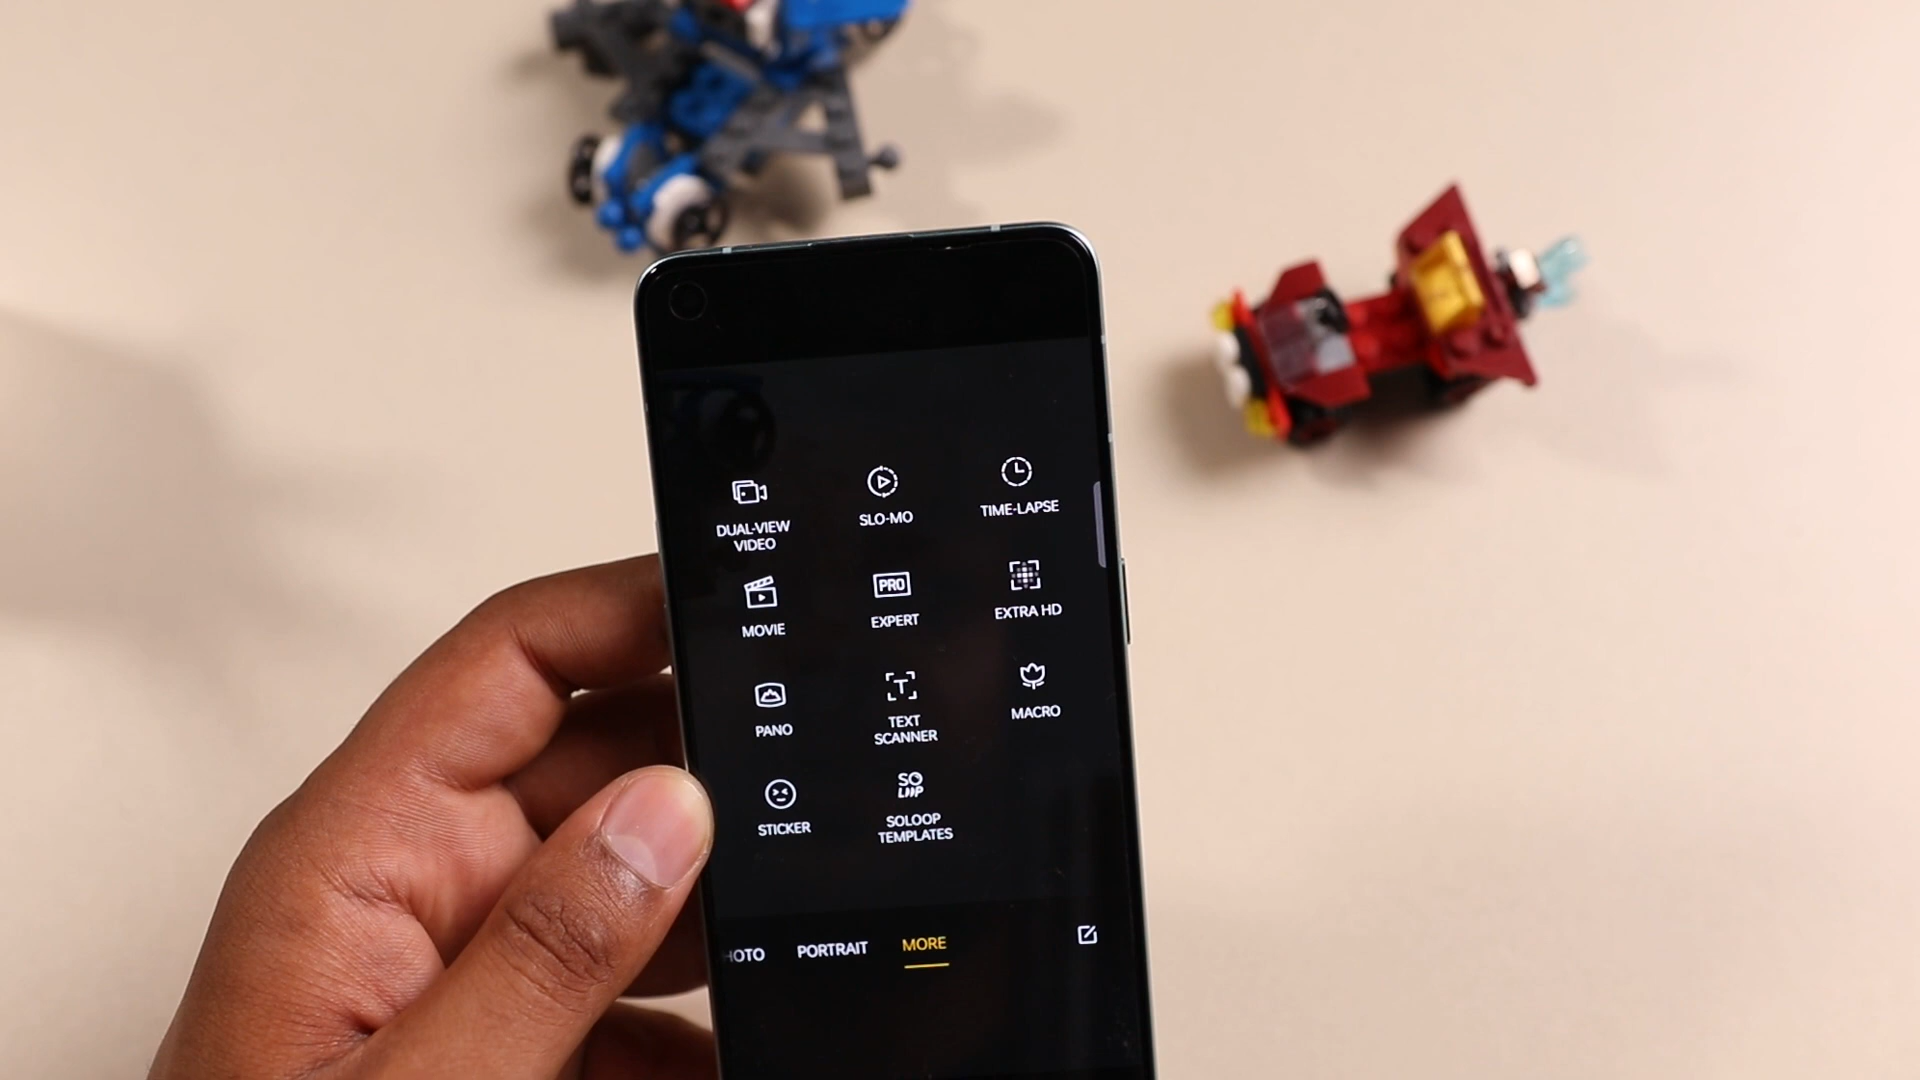 DUAL-VIEW
VIDEO
SLO-MO
TIME-LAPSE
MOVIE
PRO
EXPERT
EXTRA HD
PANO
T
TEXT
SCANNER
MACRO
STICKER
SO
LOOP
SOLOOP
TEMPLATES
HOTO
PORTRAIT
MORE